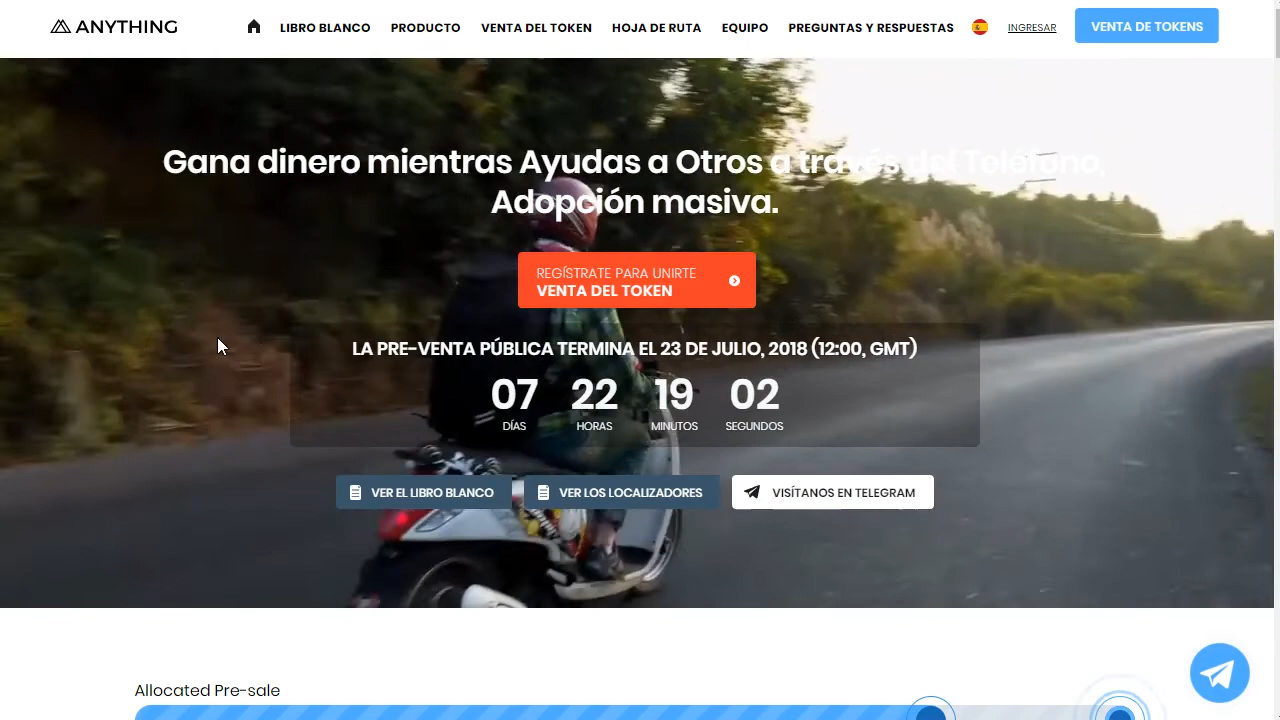 ANYTHING
LIBRO BLANCO
PRODUCTO
VENTA DEL TOKEN
HOJA DE RUTA
EQUIPO
PREGUNTAS Y RESPUESTAS
INGRESAR
VENTA DE TOKENS
Gana dinero mientras Ayudas a Otros a través del Teléfono,
Adopción masiva.
REGÍSTRATE PARA UNIRTE
VENTA DEL TOKEN
LA PRE-VENTA PÚBLICA TERMINA EL 23 DE JULIO, 2018 (12:00, GMT)
07 22 19 02
DÍAS HORAS MINUTOS SEGUNDOS
VER EL LIBRO BLANCO
VER LOS LOCALIZADORES
VISÍTANOS EN TELEGRAM
Allocated Pre-sale